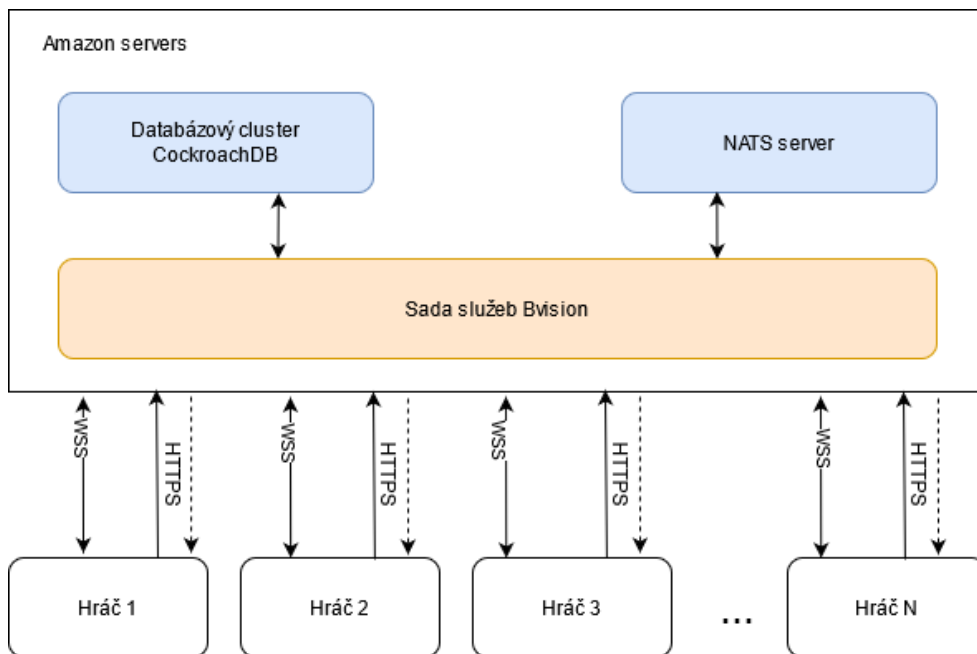 Amazon servers
Databázový cluster
CockroachDB
NATS server
Sada služeb Bvision
WSS
HTTPS
WSS
HTTPS
WSS
HTTPS
WSS
HTTPS
Hráč 1
Hráč 2
Hráč 3
...
Hráč N